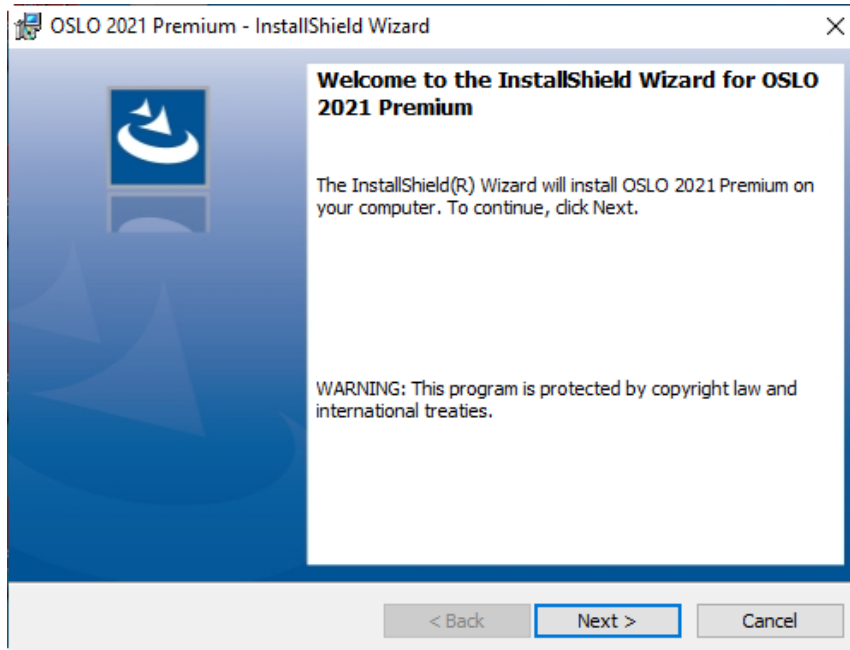 OSLO 2021 Premium - InstallShield Wizard
Welcome to the InstallShield Wizard for OSLO
2021 Premium
The InstallShield(R) Wizard will install OSLO 2021 Premium on
your computer. To continue, click Next.
WARNING: This program is protected by copyright law and
international treaties.
< Back Next > Cancel